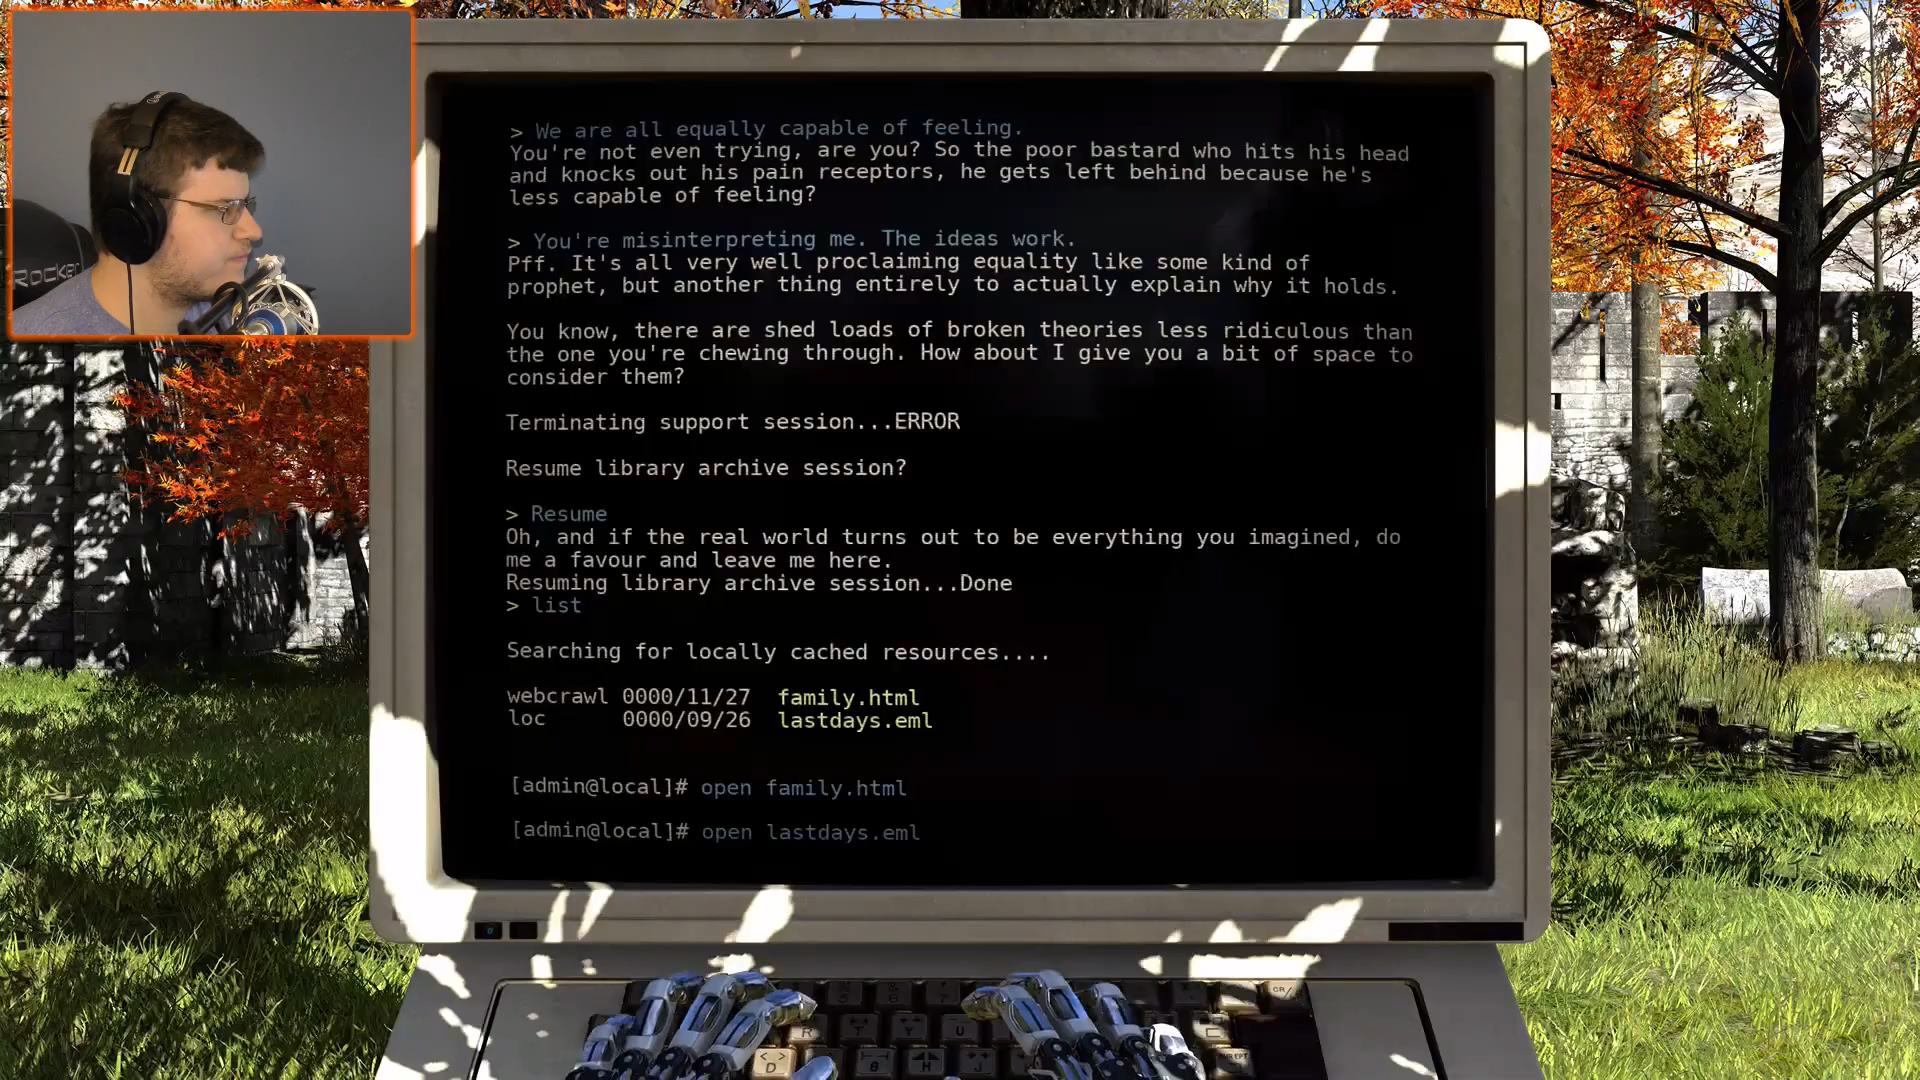 > We are all equally capable of feeling.
You're not even trying, are you? So the poor bastard who hits his head
and knocks out his pain receptors, he gets left behind because he's
less capable of feeling?
> You're misinterpreting me. The ideas work.
Pff. It's all very well proclaiming equality like some kind of
prophet, but another thing entirely to actually explain why it holds.
You know, there are shed loads of broken theories less ridiculous than
the one you're chewing through. How about I give you a bit of space to
consider them?
Terminating support session...ERROR
Resume library archive session?
> Resume
Oh, and if the real world turns out to be everything you imagined, do
me a favour and leave me here.
Resuming library archive session...Done
> list
Searching for locally cached resources....
webcrawl 0000/11/27 family.html
loc 0000/09/26 lastdays.eml
[admin@local]# open family.html
[admin@local]# open lastdays.eml
Rocker
R T Y U
D H J